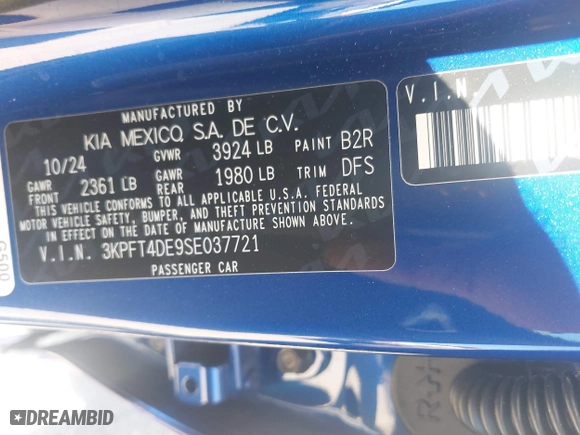 MANUFACTURED BY
KIA MEXICO, S.A. DE C.V.
10/24 GVWR 3924 LB PAINT B2R
GAWR FRONT 2361 LB GAWR REAR 1980 LB TRIM DFS
THIS VEHICLE CONFORMS TO ALL APPLICABLE U.S.A. FEDERAL
MOTOR VEHICLE SAFETY, BUMPER, AND THEFT PREVENTION STANDARDS
IN EFFECT ON THE DATE OF MANUFACTURE SHOWN ABOVE.
V.I.N. 3KPFT4DE9SE037721
PASSENGER CAR
V.I.N.
G500
DREAMBID